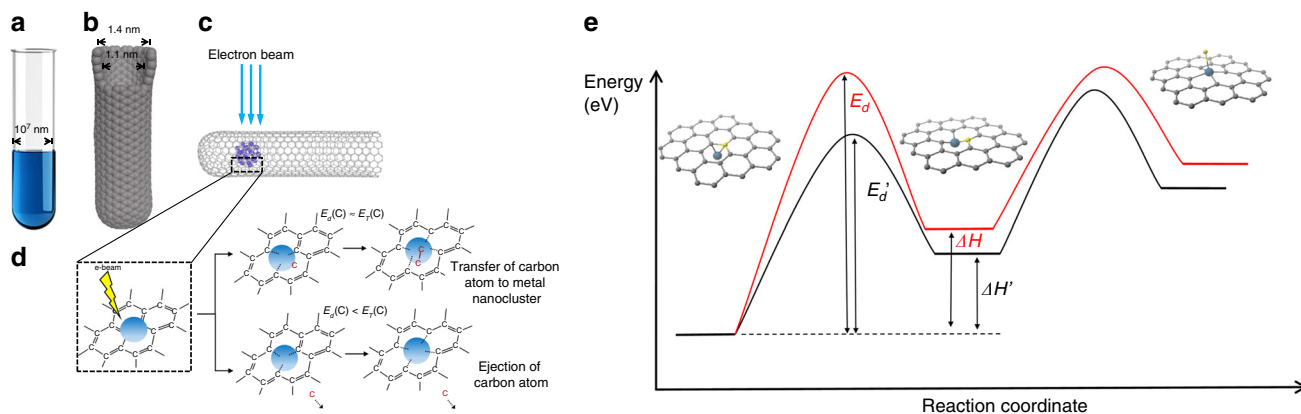 a
b
c
1.4 nm
1.1 nm
10⁷ nm
Electron beam
d
e-beam
E_d(C) ≈ E_T(C)
Transfer of carbon
atom to metal
nanocluster
E_d(C) < E_T(C)
Ejection of
carbon atom
C C C C C C C C C C C C C
C C C C C C C C C C C C C
C C C C C C C C C C C C C
C
C C C C C C C C C C C C C
C
C C C C C C C C C C C C C
C
e
Energy
(eV)
E_d
E_d'
ΔH
ΔH'
Reaction coordinate